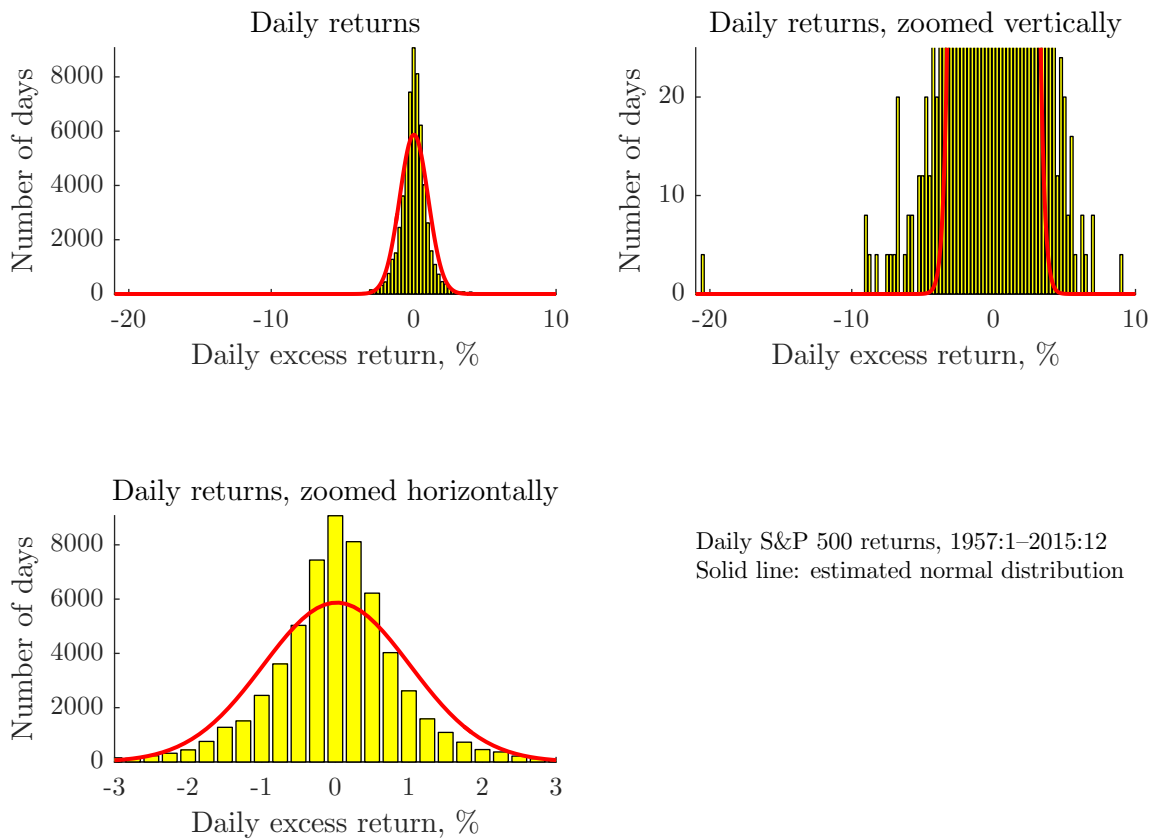 Daily returns
Number of days
8000
6000
4000
2000
0
-20
-10
0
10
Daily excess return, %
Daily returns, zoomed vertically
Number of days
20
10
0
-20
-10
0
10
Daily excess return, %
Daily returns, zoomed horizontally
Number of days
8000
6000
4000
2000
0
-3
-2
-1
0
1
2
3
Daily excess return, %
Daily S&P 500 returns, 1957:1–2015:12
Solid line: estimated normal distribution